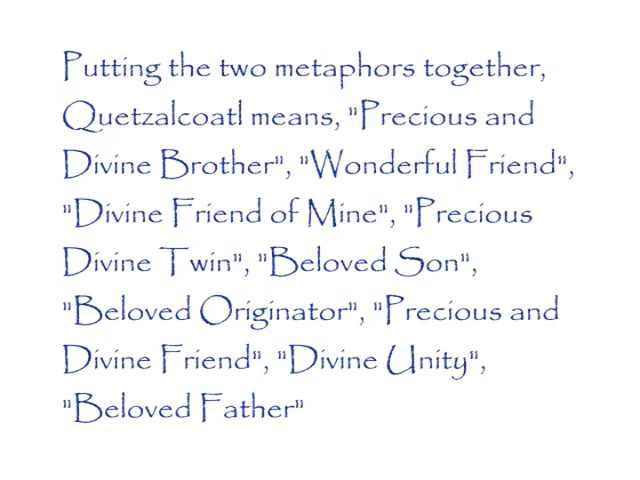 Putting the two metaphors together,
Quetzalcoatl means, "Precious and
Divine Brother", "Wonderful Friend",
"Divine Friend of Mine", "Precious
Divine Twin", "Beloved Son",
"Beloved Originator", "Precious and
Divine Friend", "Divine Unity",
"Beloved Father"